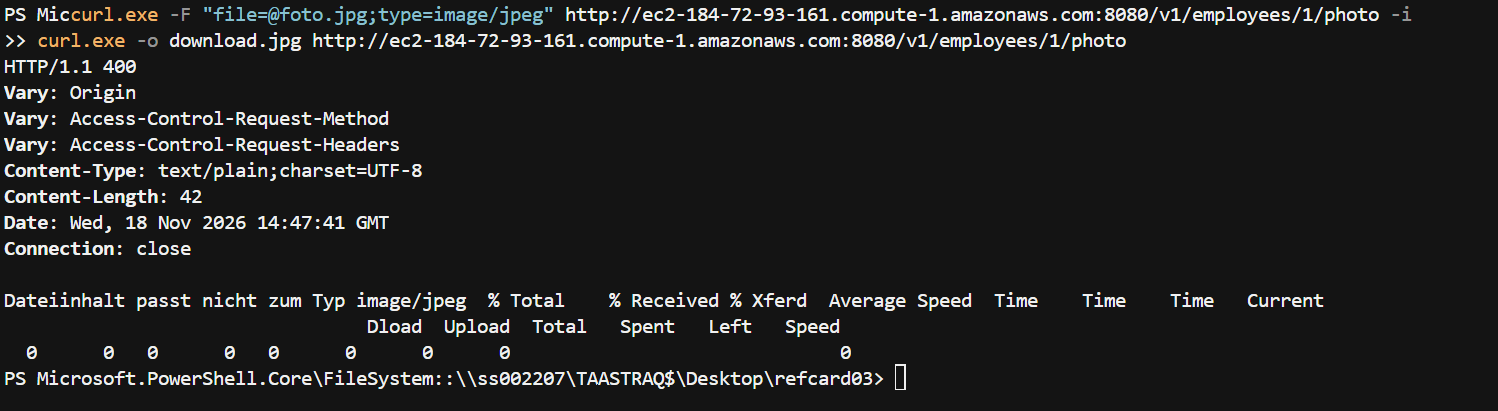 PS Miccurl.exe -F "file=@foto.jpg;type=image/jpeg" http://ec2-184-72-93-161.compute-1.amazonaws.com:8080/v1/employees/1/photo -i
>> curl.exe -o download.jpg http://ec2-184-72-93-161.compute-1.amazonaws.com:8080/v1/employees/1/photo
HTTP/1.1 400
Vary: Origin
Vary: Access-Control-Request-Method
Vary: Access-Control-Request-Headers
Content-Type: text/plain;charset=UTF-8
Content-Length: 42
Date: Wed, 18 Nov 2026 14:47:41 GMT
Connection: close

Dateiinhalt passt nicht zum Typ image/jpeg  % Total    % Received % Xferd  Average Speed  Time    Time    Time   Current
                                 Dload  Upload  Total   Spent   Left   Speed
  0      0   0      0   0      0      0      0                              0
PS Microsoft.PowerShell.Core\FileSystem::\\ss002207\TAASTRAQ$\Desktop\refcard03>